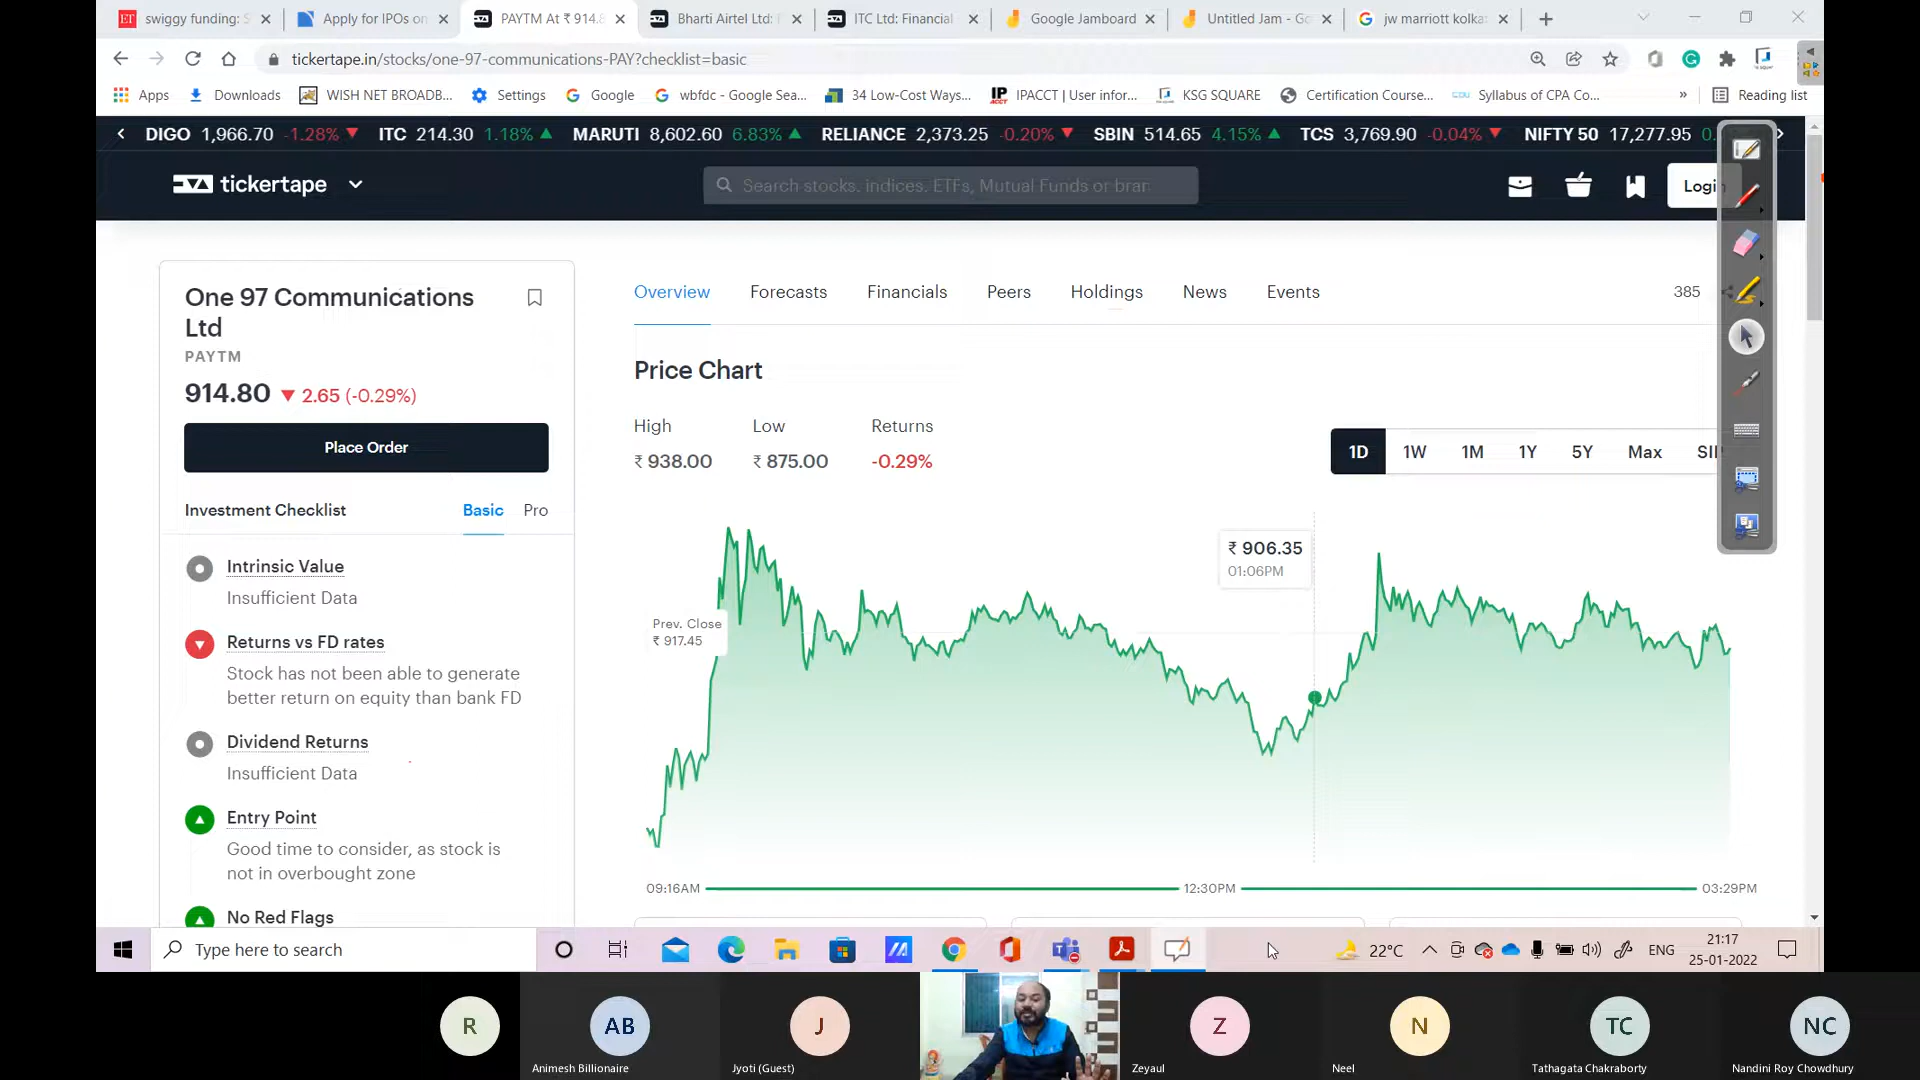 swiggy funding: S
Apply for IPOs on
PAYTM At ₹ 914.8
Bharti Airtel Ltd:
ITC Ltd: Financial
Google Jamboard
Untitled Jam - Go
jw marriott kolka
tickertape.in/stocks/one-97-communications-PAY?checklist=basic
Apps
Downloads
WISH NET BROADB...
Settings
Google
wbfdc - Google Sea...
34 Low-Cost Ways...
IPACCT | User infor...
KSG SQUARE
Certification Course...
Syllabus of CPA Co...
»
Reading list
DIGO 1,966.70 -1.28% ▼ ITC 214.30 1.18% ▲ MARUTI 8,602.60 6.83% ▲ RELIANCE 2,373.25 -0.20% ▼ SBIN 514.65 4.15% ▲ TCS 3,769.90 -0.04% ▼ NIFTY 50 17,277.95 0.
tickertape
Search stocks, indices, ETFs, Mutual Funds or bran
Login
One 97 Communications
Ltd
PAYTM
914.80 ▼ 2.65 (-0.29%)
Place Order
Investment Checklist Basic Pro
Intrinsic Value
Insufficient Data
Returns vs FD rates
Stock has not been able to generate
better return on equity than bank FD
Dividend Returns
Insufficient Data
Entry Point
Good time to consider, as stock is
not in overbought zone
No Red Flags
Overview Forecasts Financials Peers Holdings News Events 385
Price Chart
High Low Returns
₹ 938.00 ₹ 875.00 -0.29%
1D 1W 1M 1Y 5Y Max SIP
₹ 906.35
01:06PM
Prev. Close
₹ 917.45
09:16AM 12:30PM 03:29PM
Type here to search
22°C
ENG
21:17
25-01-2022
R
AB
J
Z
N
TC
NC
Animesh Billionaire
Jyoti (Guest)
Zeyaul
Neel
Tathagata Chakraborty
Nandini Roy Chowdhury